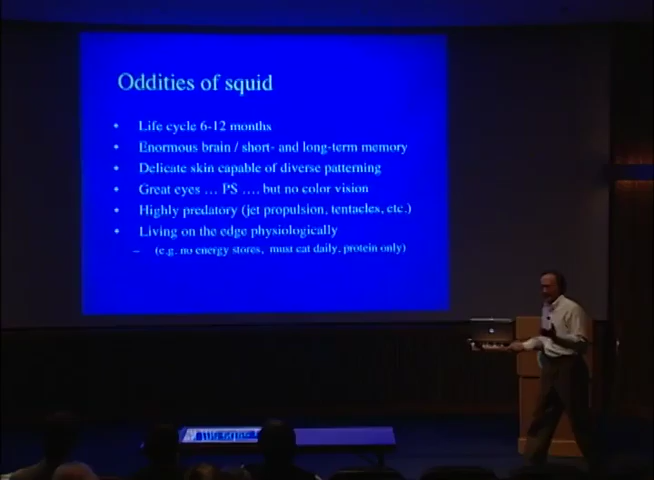 Oddities of squid
• Life cycle 6-12 months
• Enormous brain / short- and long-term memory
• Delicate skin capable of diverse patterning
• Great eyes … PS …. but no color vision
• Highly predatory (jet propulsion, tentacles, etc.)
• Living on the edge physiologically
– (e.g. no energy stores, must eat daily, protein only)